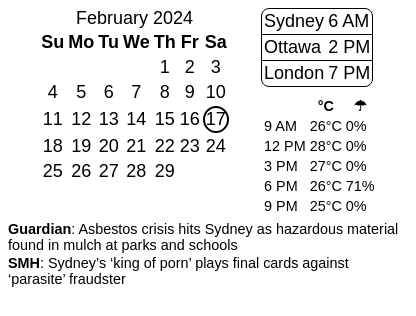 February 2024
Su Mo Tu We Th Fr Sa
1 2 3
4 5 6 7 8 9 10
11 12 13 14 15 16 17
18 19 20 21 22 23 24
25 26 27 28 29
Sydney 6 AM
Ottawa 2 PM
London 7 PM
°C ☂
9 AM 26°C 0%
12 PM 28°C 0%
3 PM 27°C 0%
6 PM 26°C 71%
9 PM 25°C 0%
Guardian: Asbestos crisis hits Sydney as hazardous material
found in mulch at parks and schools
SMH: Sydney’s ‘king of porn’ plays final cards against
‘parasite’ fraudster